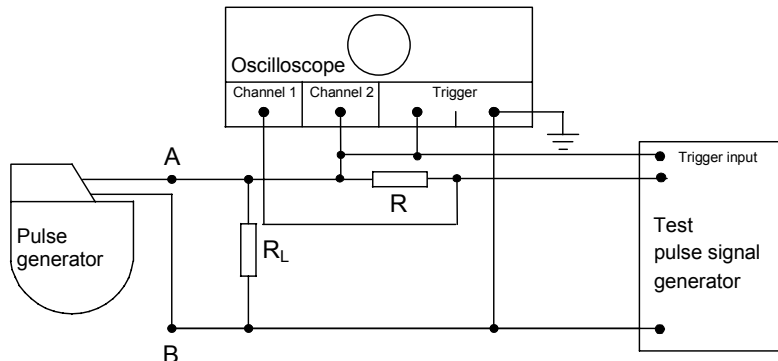 Oscilloscope
Channel 1 Channel 2 Trigger
A
Trigger input
R
Pulse
generator
RL
Test
pulse signal
generator
B